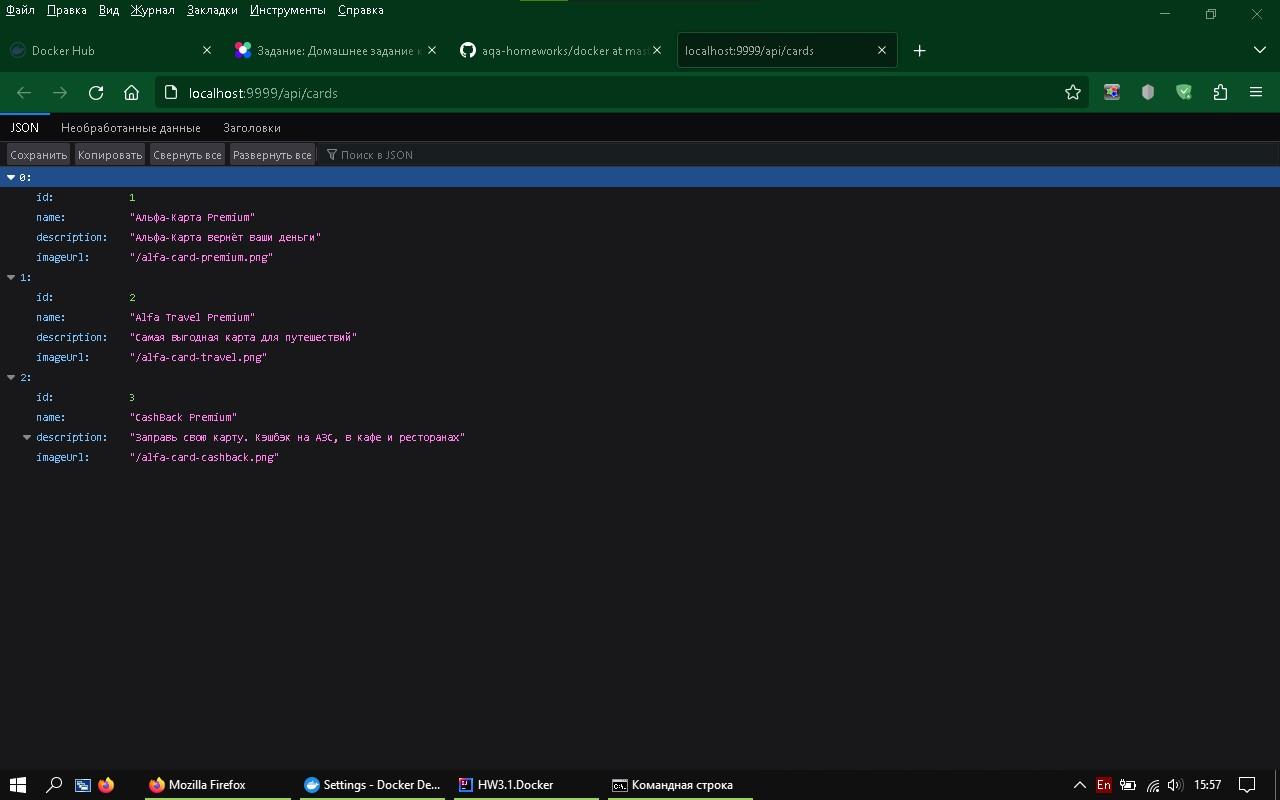 Файл Правка Вид Журнал Закладки Инструменты Справка
Docker Hub Задание: Домашнее задание aqa-homeworks/docker at mas localhost:9999/api/cards
localhost:9999/api/cards
JSON Необработанные данные Заголовки
Сохранить Копировать Свернуть все Развернуть все Поиск в JSON
0:
id: 1
name: "Альфа-Карта Premium"
description: "Альфа-Карта вернёт ваши деньги"
imageUrl: "/alfa-card-premium.png"
1:
id: 2
name: "Alfa Travel Premium"
description: "Самая выгодная карта для путешествий"
imageUrl: "/alfa-card-travel.png"
2:
id: 3
name: "CashBack Premium"
description: "Заправь свою карту. Кэшбэк на АЗС, в кафе и ресторанах"
imageUrl: "/alfa-card-cashback.png"
Mozilla Firefox Settings - Docker De... HW3.1.Docker Командная строка En 15:57